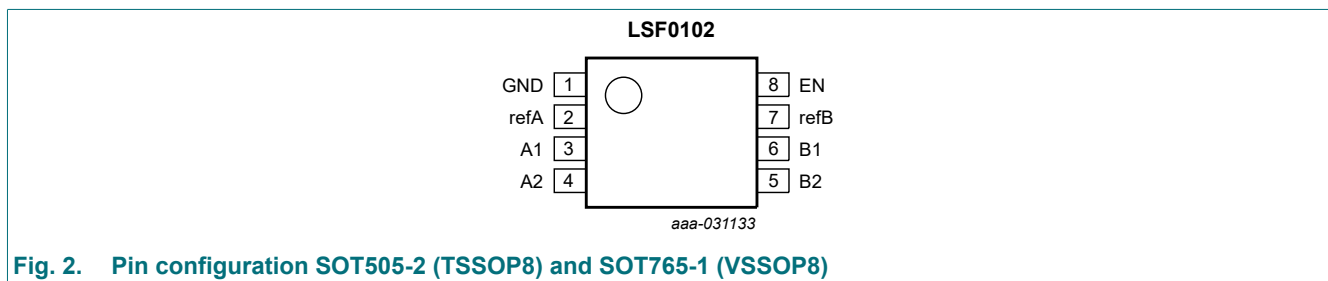 LSF0102
GND 1 8 EN
refA 2 7 refB
A1 3 6 B1
A2 4 5 B2
aaa-031133
Fig. 2. Pin configuration SOT505-2 (TSSOP8) and SOT765-1 (VSSOP8)